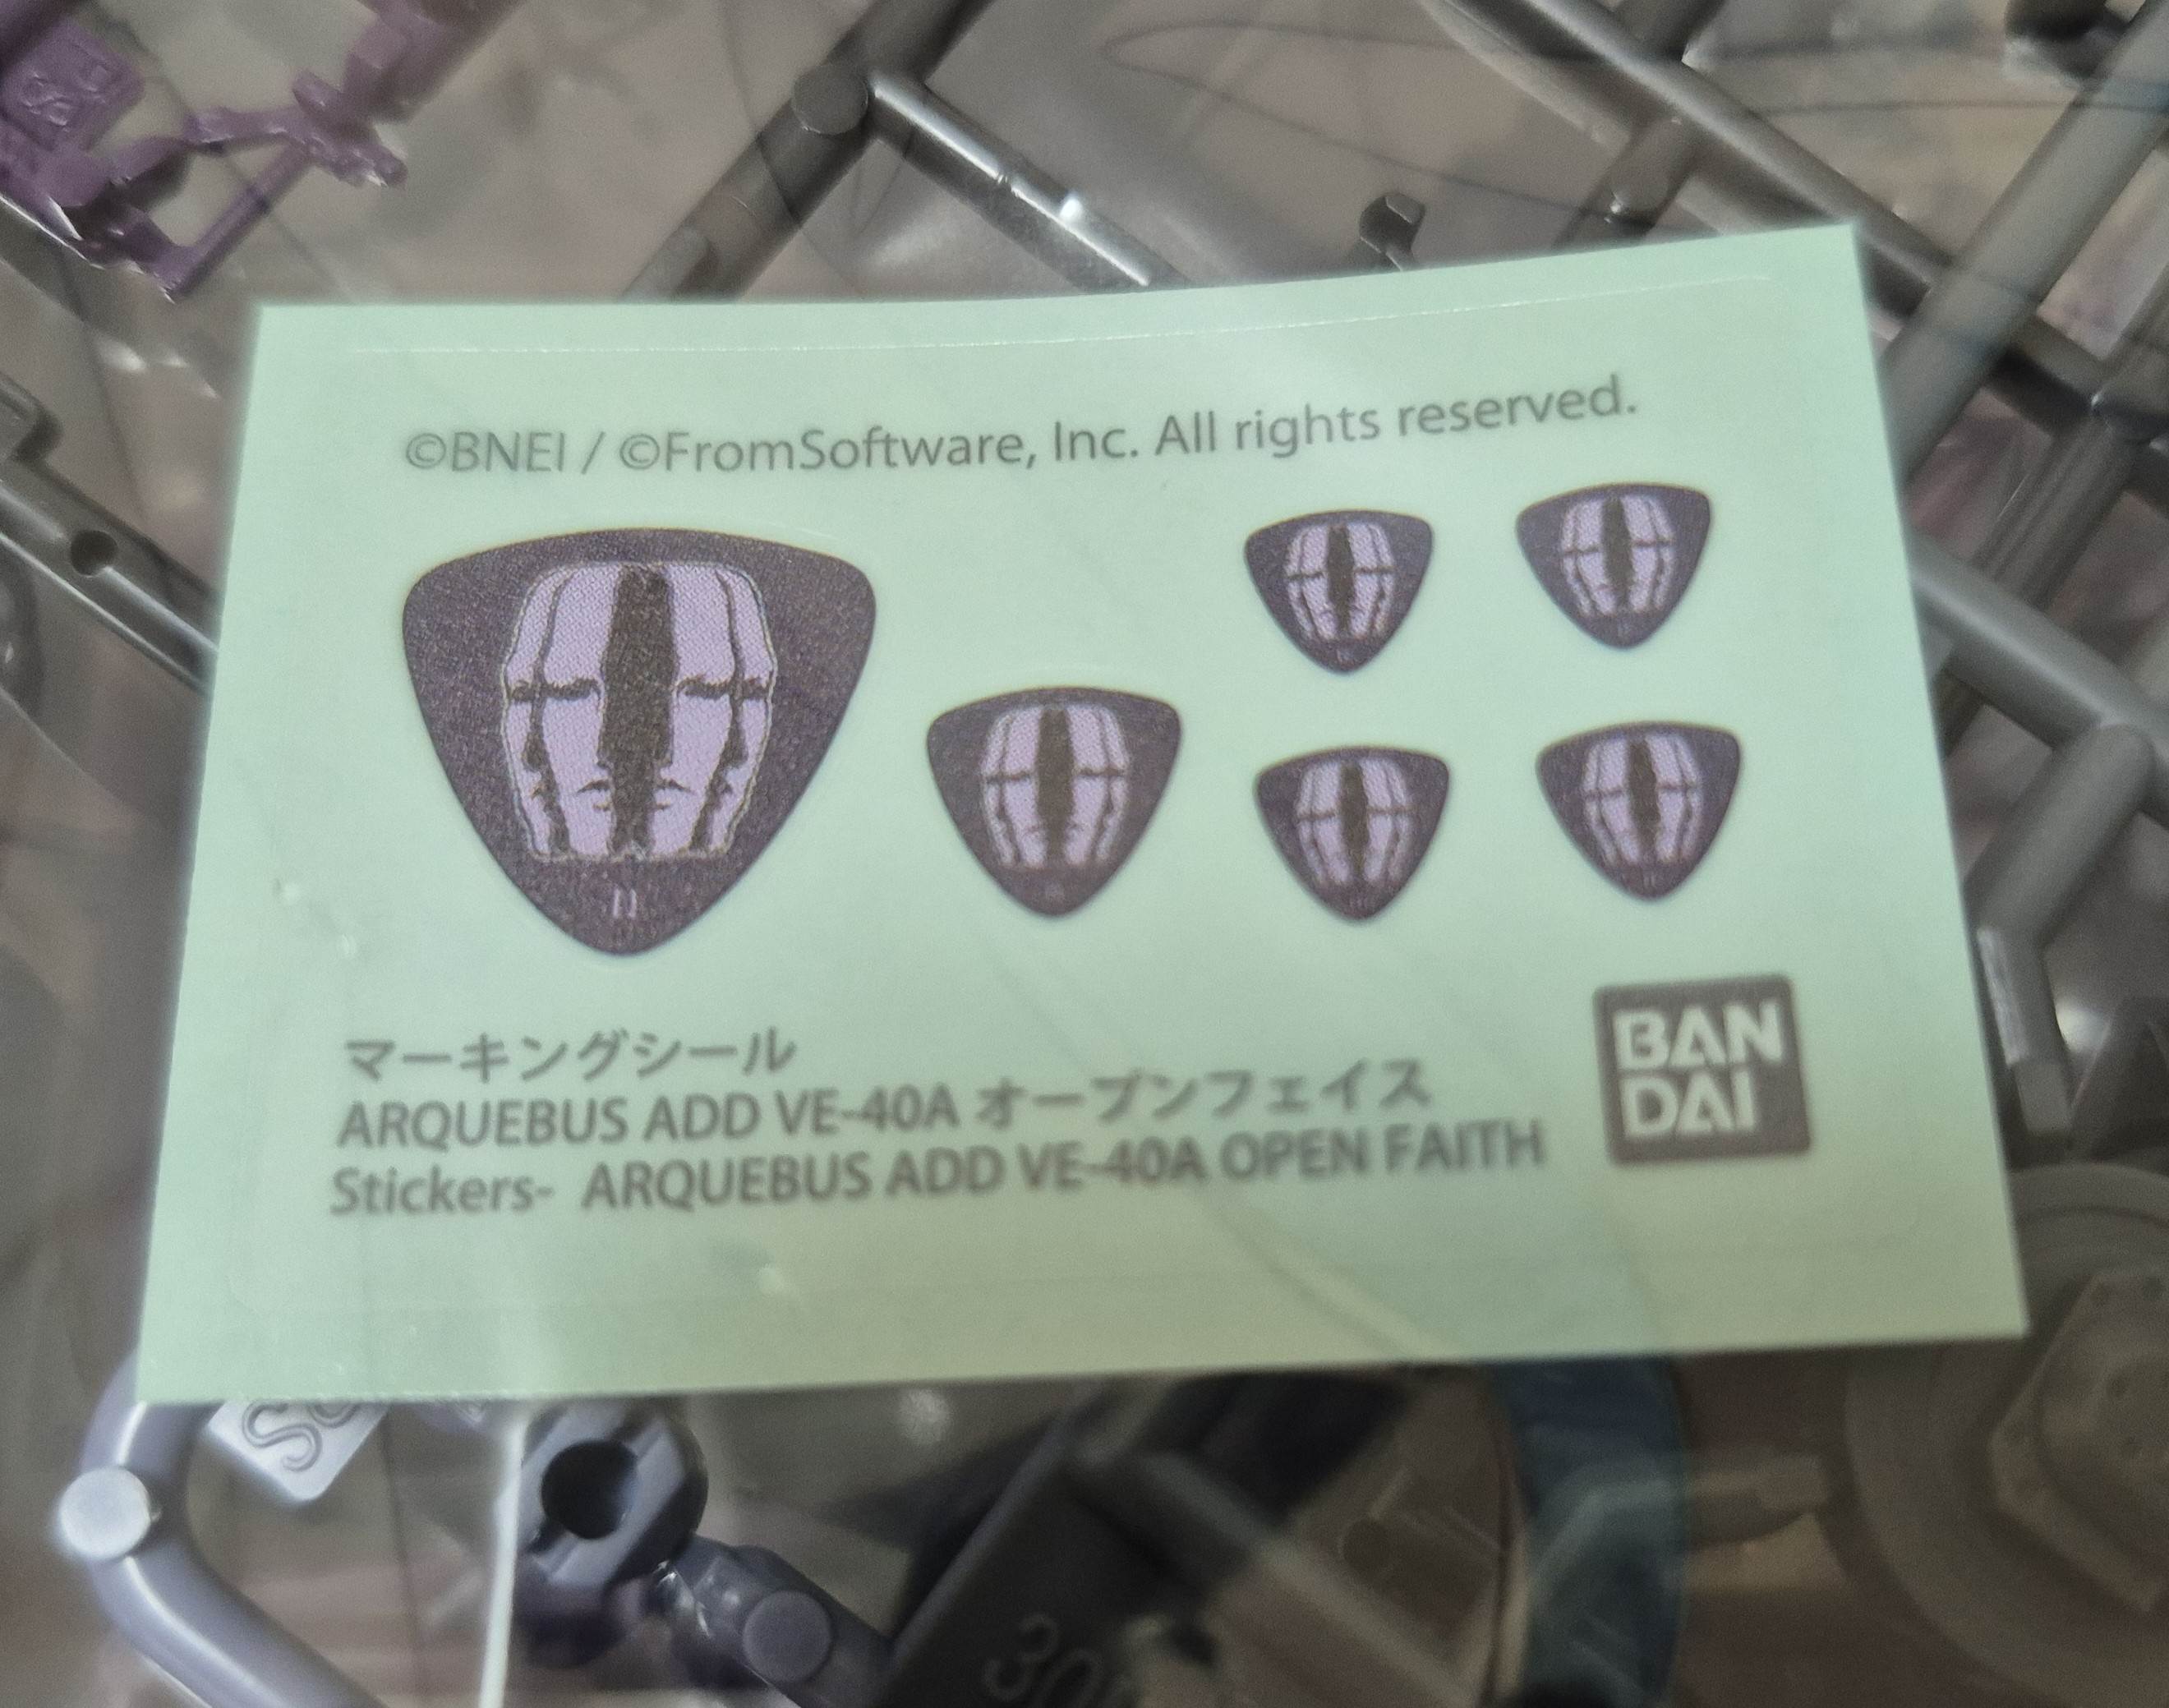 ©BNEI / ©FromSoftware, Inc. All rights reserved.
マーキングシール
ARQUEBUS ADD VE-40A オープンフェイス
Stickers- ARQUEBUS ADD VE-40A OPEN FAITH
BAN
DAI